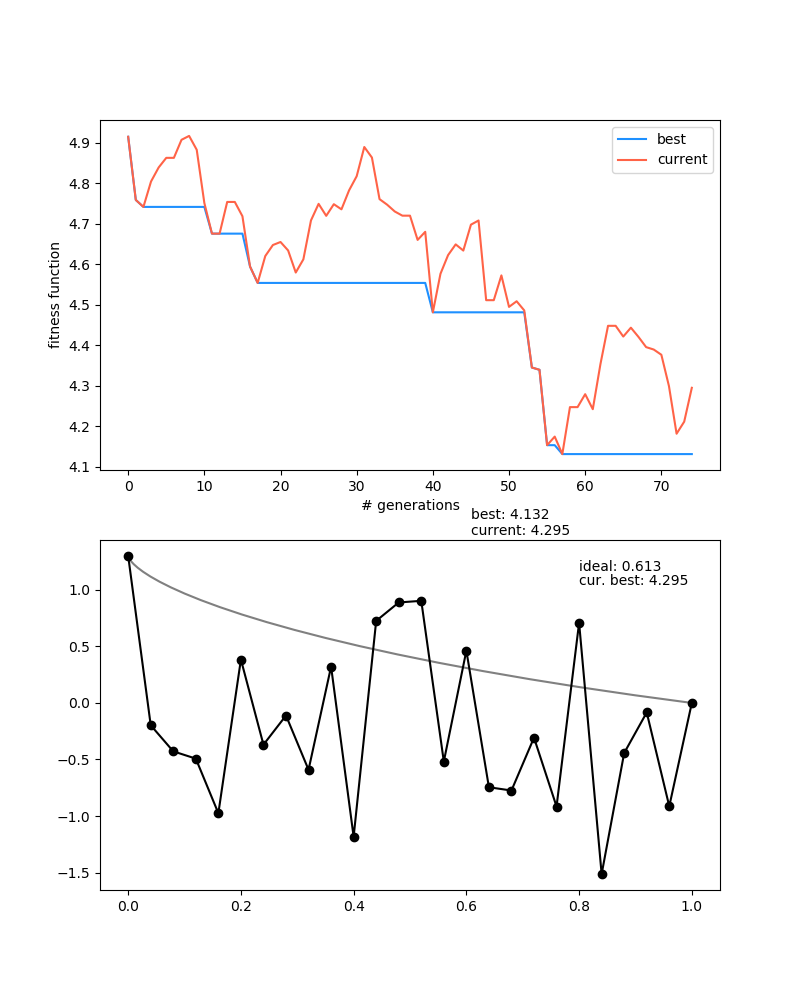 best
current
4.9
4.8
4.7
4.6
4.5
4.4
4.3
4.2
4.1
fitness function
0 10 20 30 40 50 60 70
# generations
best: 4.132
current: 4.295
ideal: 0.613
cur. best: 4.295
1.0
0.5
0.0
−0.5
−1.0
−1.5
0.0 0.2 0.4 0.6 0.8 1.0